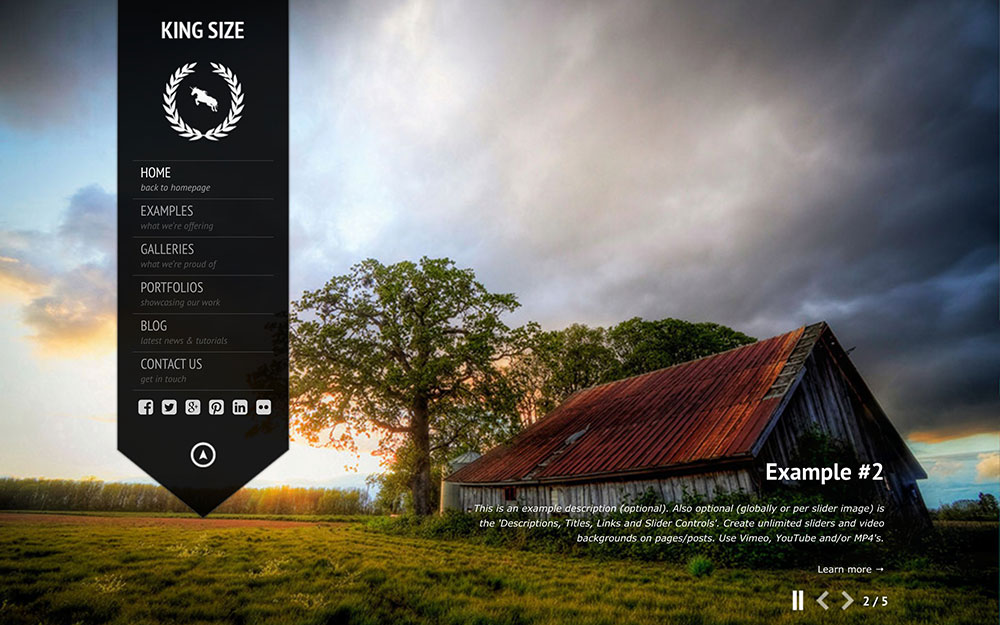 KING SIZE
HOME
back to homepage
EXAMPLES
what we're offering
GALLERIES
what we're proud of
PORTFOLIOS
showcasing our work
BLOG
latest news & tutorials
CONTACT US
get in touch
Example #2
This is an example description (optional). Also optional (globally or per slider image) is
the 'Descriptions, Titles, Links and Slider Controls'. Create unlimited sliders and video
backgrounds on pages/posts. Use Vimeo, YouTube and/or MP4's.
Learn more →
2 / 5